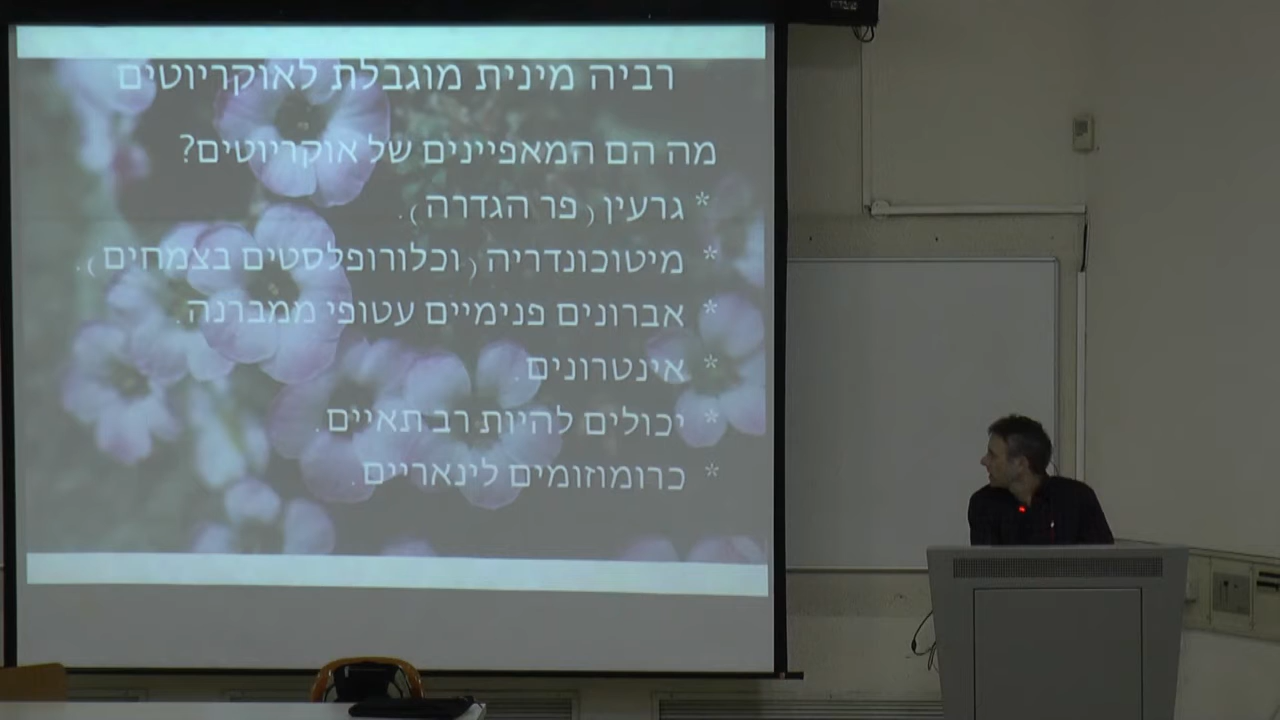 רביה מינית מוגבלת לאוקריוטים
מה הם המאפיינים של אוקריוטים?
* גרעין (פר הגדרה).
* מיטוכונדריה (וכלורופלסטים בצמחים).
* אברונים פנימיים עטופי ממברנה.
* אינטרונים.
* יכולים להיות רב תאיים.
* כרומוזומים לינאריים.